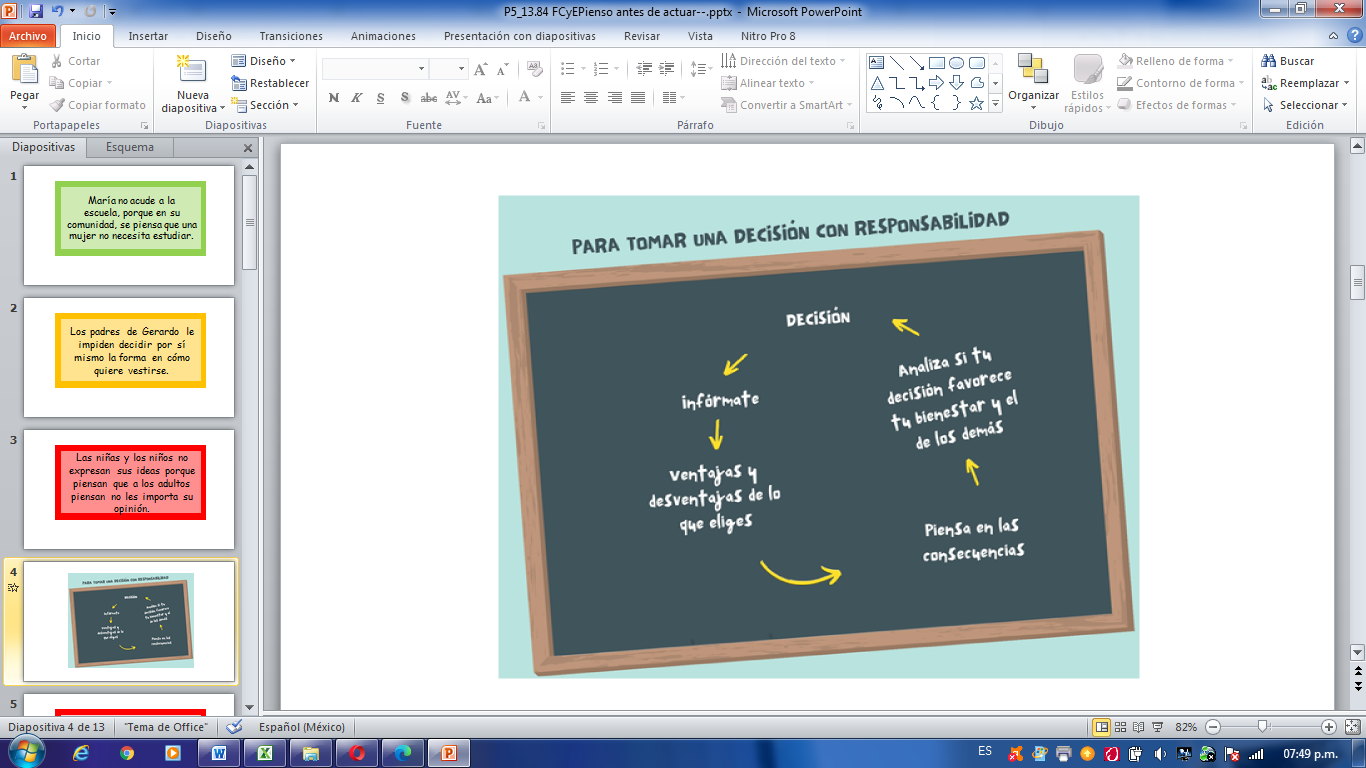 P5_13.84 FCyEPienso antes de actuar--.pptx - Microsoft PowerPoint
Archivo Inicio Insertar Diseño Transiciones Animaciones Presentación con diapositivas Revisar Vista Nitro Pro 8
Pegar
Cortar
Copiar
Copiar formato
Portapapeles
Nueva
diapositiva
Diseño
Restablecer
Sección
Diapositivas
N K S S abc AV Aa A
Fuente
Dirección del texto
Alinear texto
Convertir a SmartArt
Párrafo
Organizar
Estilos
rápidos
Relleno de forma
Contorno de forma
Efectos de formas
Dibujo
Buscar
Reemplazar
Seleccionar
Edición
Diapositivas Esquema
1
María no acude a la
escuela, porque en su
comunidad, se piensa que una
mujer no necesita estudiar.
2
Los padres de Gerardo le
impiden decidir por sí
mismo la forma en cómo
quiere vestirse.
3
Las niñas y los niños no
expresan sus ideas porque
piensan que a los adultos
piensan no les importa su
opinión.
4
5
PARA TOMAR UNA DECISIÓN CON RESPONSABILIDAD
DECISIÓN
infórmate
ventajas y
desventajas de lo
que eliges
Piensa en las
consecuencias
Analiza si tu
decisión favorece
tu bienestar y el
de los demás
Diapositiva 4 de 13 "Tema de Office" Español (México) 82%
ES 07:49 p.m.